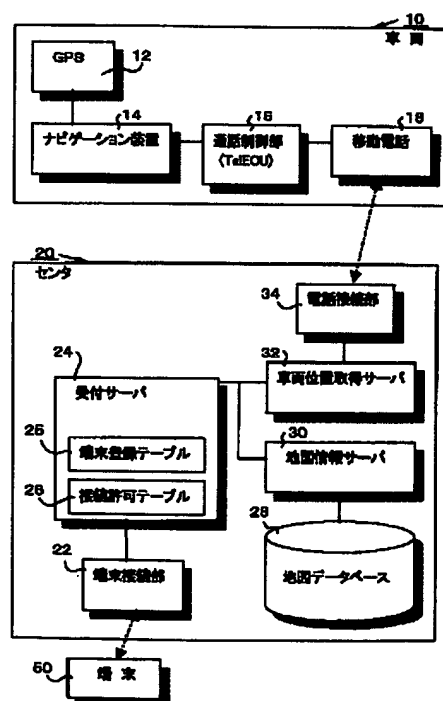 10
車両
GPS
12
14
ナビゲーション装置
16
通話制御部
(TelEOU)
18
移動電話
20
センタ
34
電話接続部
24
受付サーバ
32
車両位置取得サーバ
25
端末登録テーブル
30
地図情報サーバ
26
接続許可テーブル
28
地図データベース
22
端末接続部
50
端末